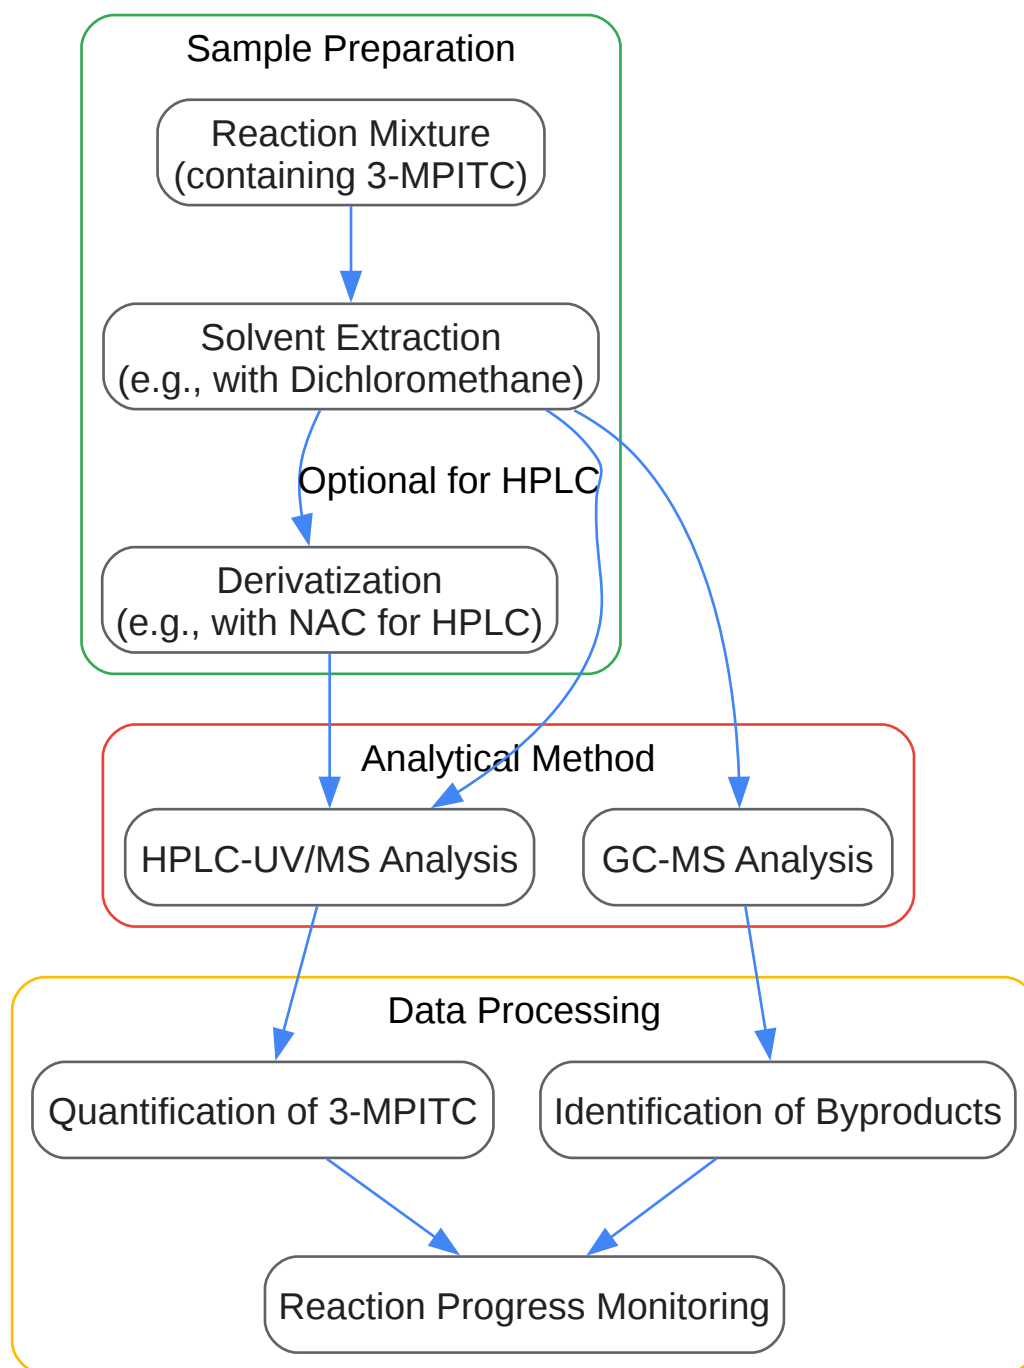 Sample Preparation
Reaction Mixture
(containing 3-MPITC)
Solvent Extraction
(e.g., with Dichloromethane)
Optional for HPLC
Derivatization
(e.g., with NAC for HPLC)
Analytical Method
HPLC-UV/MS Analysis
GC-MS Analysis
Data Processing
Quantification of 3-MPITC
Identification of Byproducts
Reaction Progress Monitoring